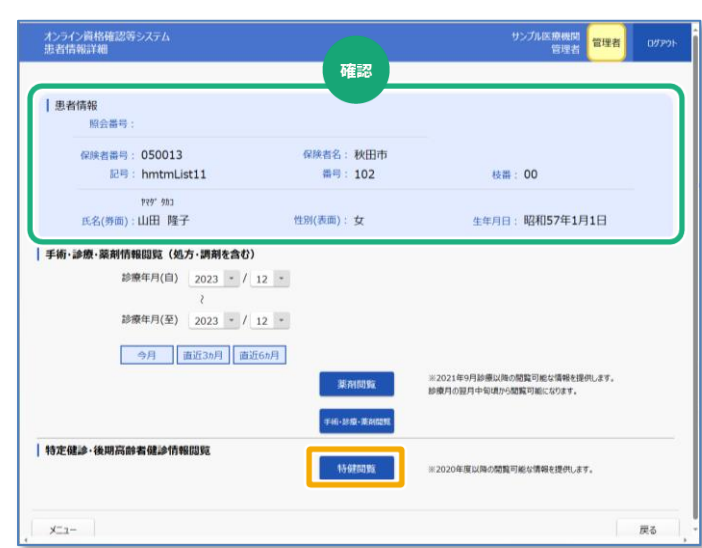 オンライン資格確認等システム
患者情報詳細
サンプル医療機関
管理者
管理者
ログアウト
確認
患者情報
照会番号：
保険者番号： 050013
保険者名： 秋田市
記号： hmtmList11
番号： 102
枝番： 00
ﾔﾏﾀﾞ ﾀｶｺ
氏名(券面)：山田 隆子
性別(表面)： 女
生年月日： 昭和57年1月1日
手術・診療・薬剤情報閲覧（処方・調剤を含む）
診療年月(自) 2023 / 12
～
診療年月(至) 2023 / 12
今月 直近3ｶ月 直近6ｶ月
薬剤閲覧
※2021年9月診療以降の閲覧可能な情報を提供します。
診療月の翌月中旬頃から閲覧可能になります。
手術・診療・薬剤閲覧
特定健診・後期高齢者健診情報閲覧
特健閲覧
※2020年度以降の閲覧可能な情報を提供します。
メニュー
戻る